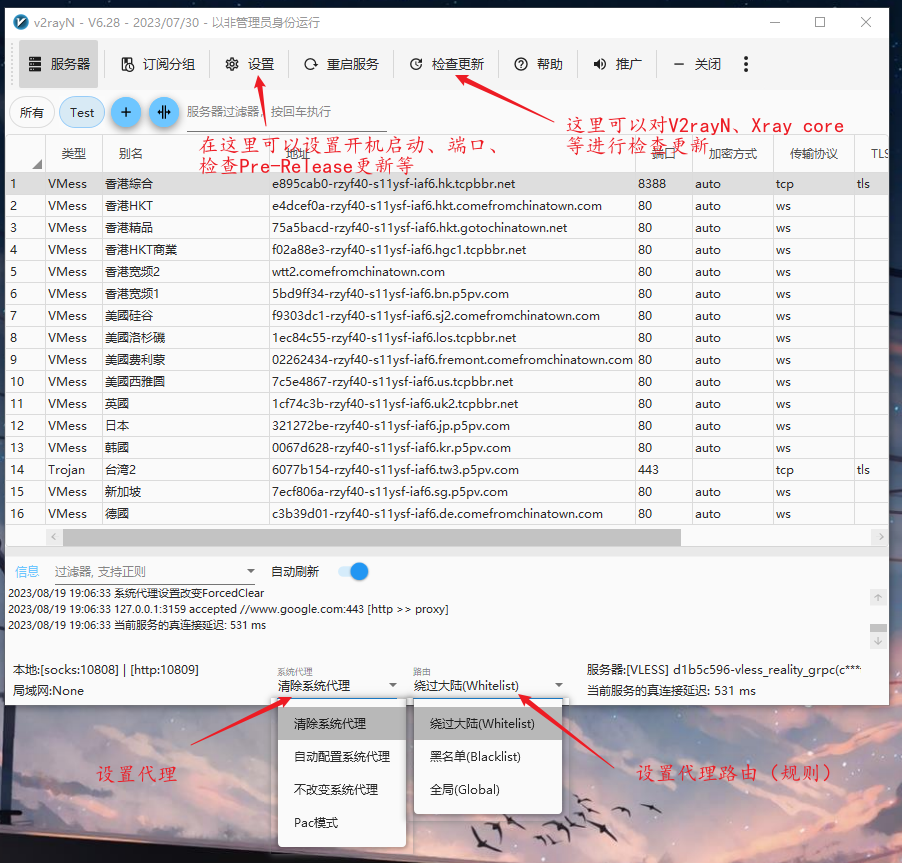 v2rayN - V6.28 - 2023/07/30 - 以非管理员身份运行
服务器 订阅分组 设置 重启服务 检查更新 帮助 推广 关闭
所有 Test 服务器过滤器, 按回车执行
在这里可以设置开机启动、端口、
检查Pre-Release更新等
这里可以对V2rayN、Xray core
等进行检查更新
类型 别名 地址 端口 加密方式 传输协议 TLS
1 VMess 香港綜合 e895cab0-rzyf40-s11ysf-iaf6.hk.tcpbbr.net 8388 auto tcp tls
2 VMess 香港HKT e4dcef0a-rzyf40-s11ysf-iaf6.hkt.comefromchinatown.com 80 auto ws
3 VMess 香港精品 75a5bacd-rzyf40-s11ysf-iaf6.hkt.gotochinatown.net 80 auto ws
4 VMess 香港HKT商業 f02a88e3-rzyf40-s11ysf-iaf6.hgc1.tcpbbr.net 80 auto ws
5 VMess 香港宽频2 wtt2.comefromchinatown.com 80 auto ws
6 VMess 香港宽频1 5bd9ff34-rzyf40-s11ysf-iaf6.bn.p5pv.com 80 auto ws
7 VMess 美國硅谷 f9303dc1-rzyf40-s11ysf-iaf6.sj2.comefromchinatown.com 80 auto ws
8 VMess 美國洛杉磯 1ec84c55-rzyf40-s11ysf-iaf6.los.tcpbbr.net 80 auto ws
9 VMess 美國费利蒙 02262434-rzyf40-s11ysf-iaf6.fremont.comefromchinatown.com 80 auto ws
10 VMess 美國西雅圖 7c5e4867-rzyf40-s11ysf-iaf6.us.tcpbbr.net 80 auto ws
11 VMess 英國 1cf74c3b-rzyf40-s11ysf-iaf6.uk2.tcpbbr.net 80 auto ws
12 VMess 日本 321272be-rzyf40-s11ysf-iaf6.jp.p5pv.com 80 auto ws
13 VMess 韩國 0067d628-rzyf40-s11ysf-iaf6.kr.p5pv.com 80 auto ws
14 Trojan 台湾2 6077b154-rzyf40-s11ysf-iaf6.tw3.p5pv.com 443 tcp tls
15 VMess 新加坡 7ecf806a-rzyf40-s11ysf-iaf6.sg.p5pv.com 80 auto ws
16 VMess 德國 c3b39d01-rzyf40-s11ysf-iaf6.de.comefromchinatown.com 80 auto ws
信息 过滤器, 支持正则 自动刷新
2023/08/19 19:06:33 系统代理设置改变ForcedClear
2023/08/19 19:06:33 127.0.0.1:3159 accepted //www.google.com:443 [http >> proxy]
2023/08/19 19:06:33 当前服务的真连接延迟: 531 ms
系统代理 路由
本地:[socks:10808] | [http:10809] 清除系统代理 绕过大陆(Whitelist) 服务器:[VLESS] d1b5c596-vless_reality_grpc(c***
局域网:None 当前服务的真连接延迟: 531 ms
清除系统代理 绕过大陆(Whitelist)
自动配置系统代理 黑名单(Blacklist)
不改变系统代理 全局(Global)
Pac模式
设置代理
设置代理路由（规则）